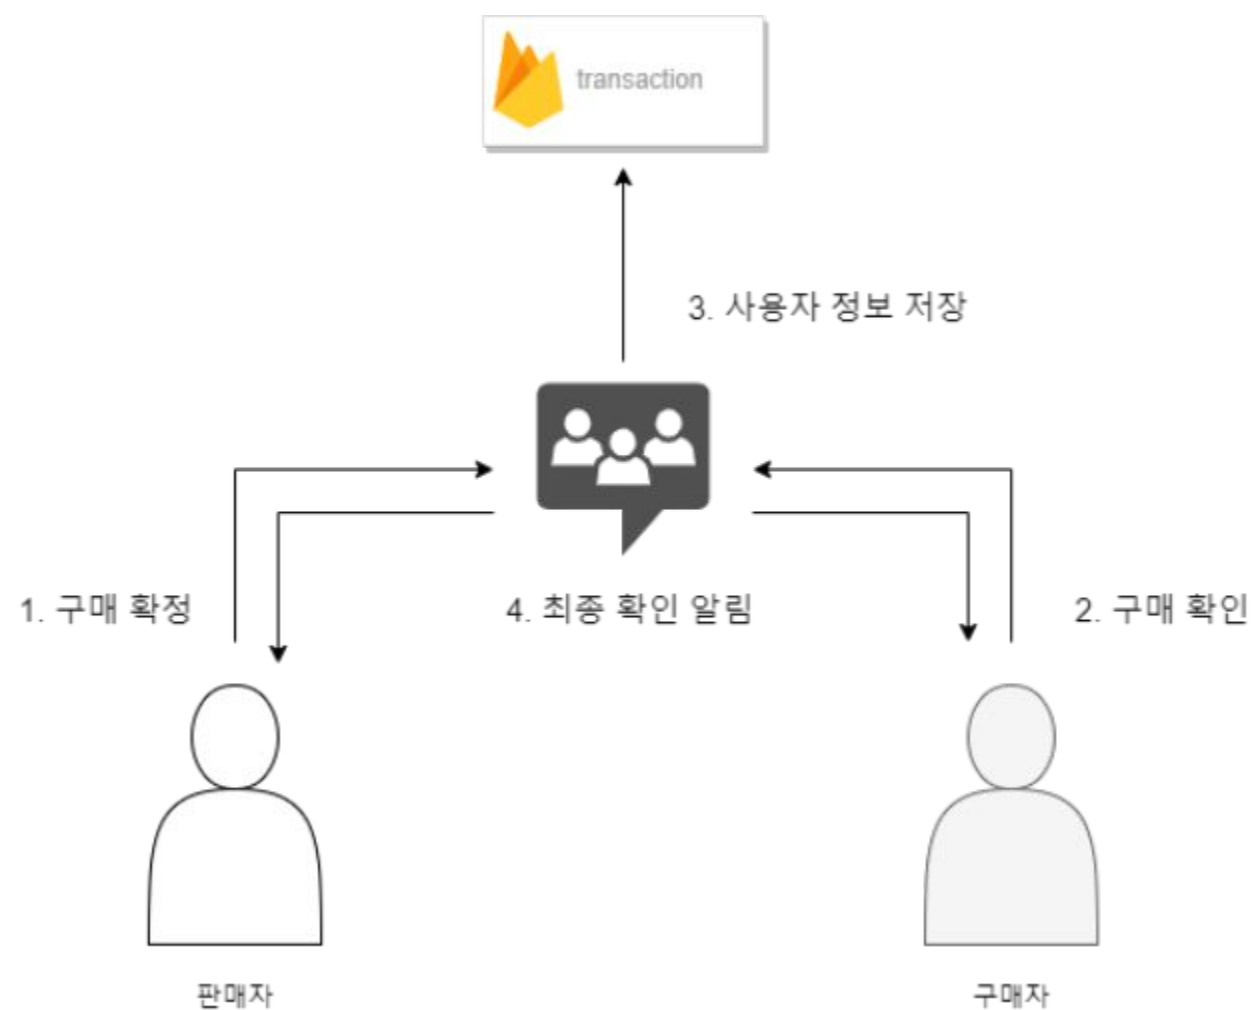 transaction
3. 사용자 정보 저장
1. 구매 확정
4. 최종 확인 알림
2. 구매 확인
판매자
구매자